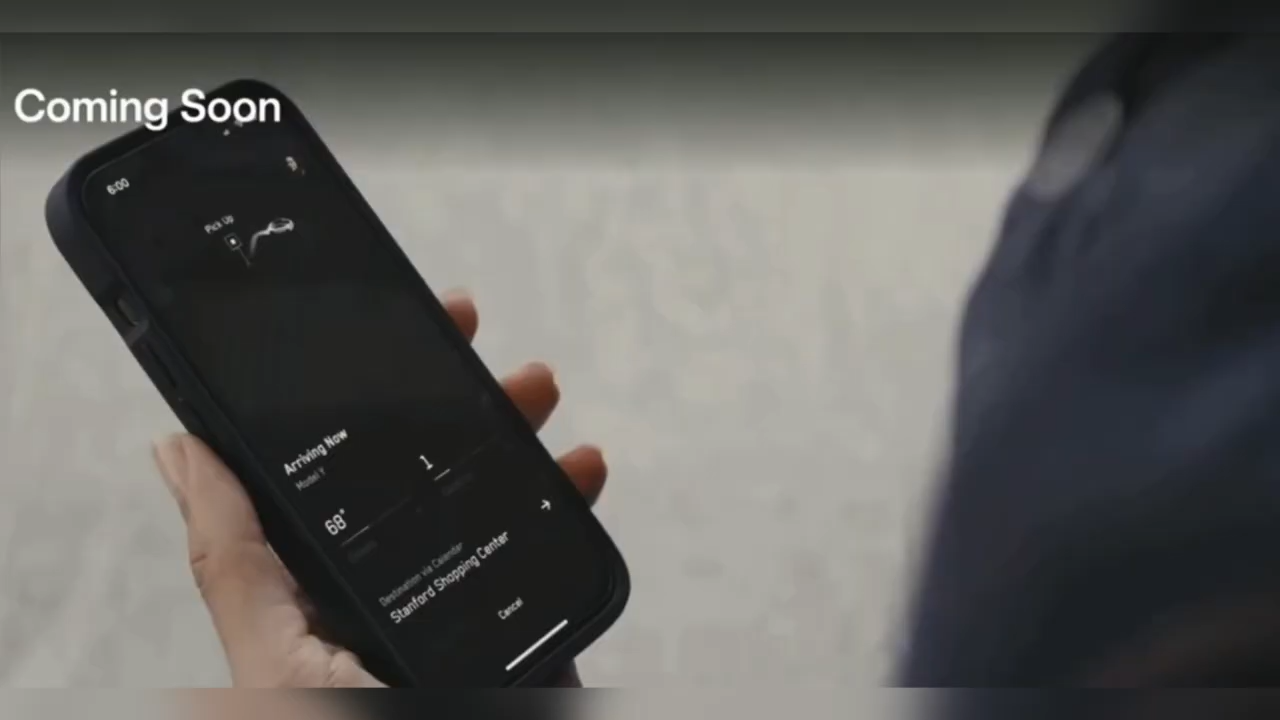 Coming Soon
6:00
Pick Up
Arriving Now
Model Y
1
68°
Destination via Calendar
Stanford Shopping Center
Cancel